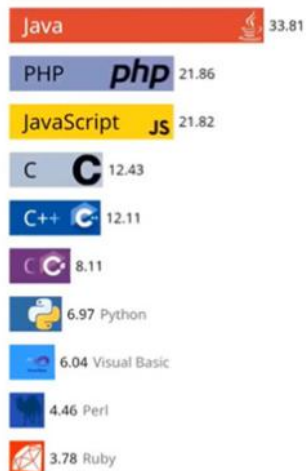 Java 33.81
PHP php 21.86
JavaScript JS 21.82
C C 12.43
C++ C++ 12.11
C C 8.11
6.97 Python
6.04 Visual Basic
4.46 Perl
3.78 Ruby